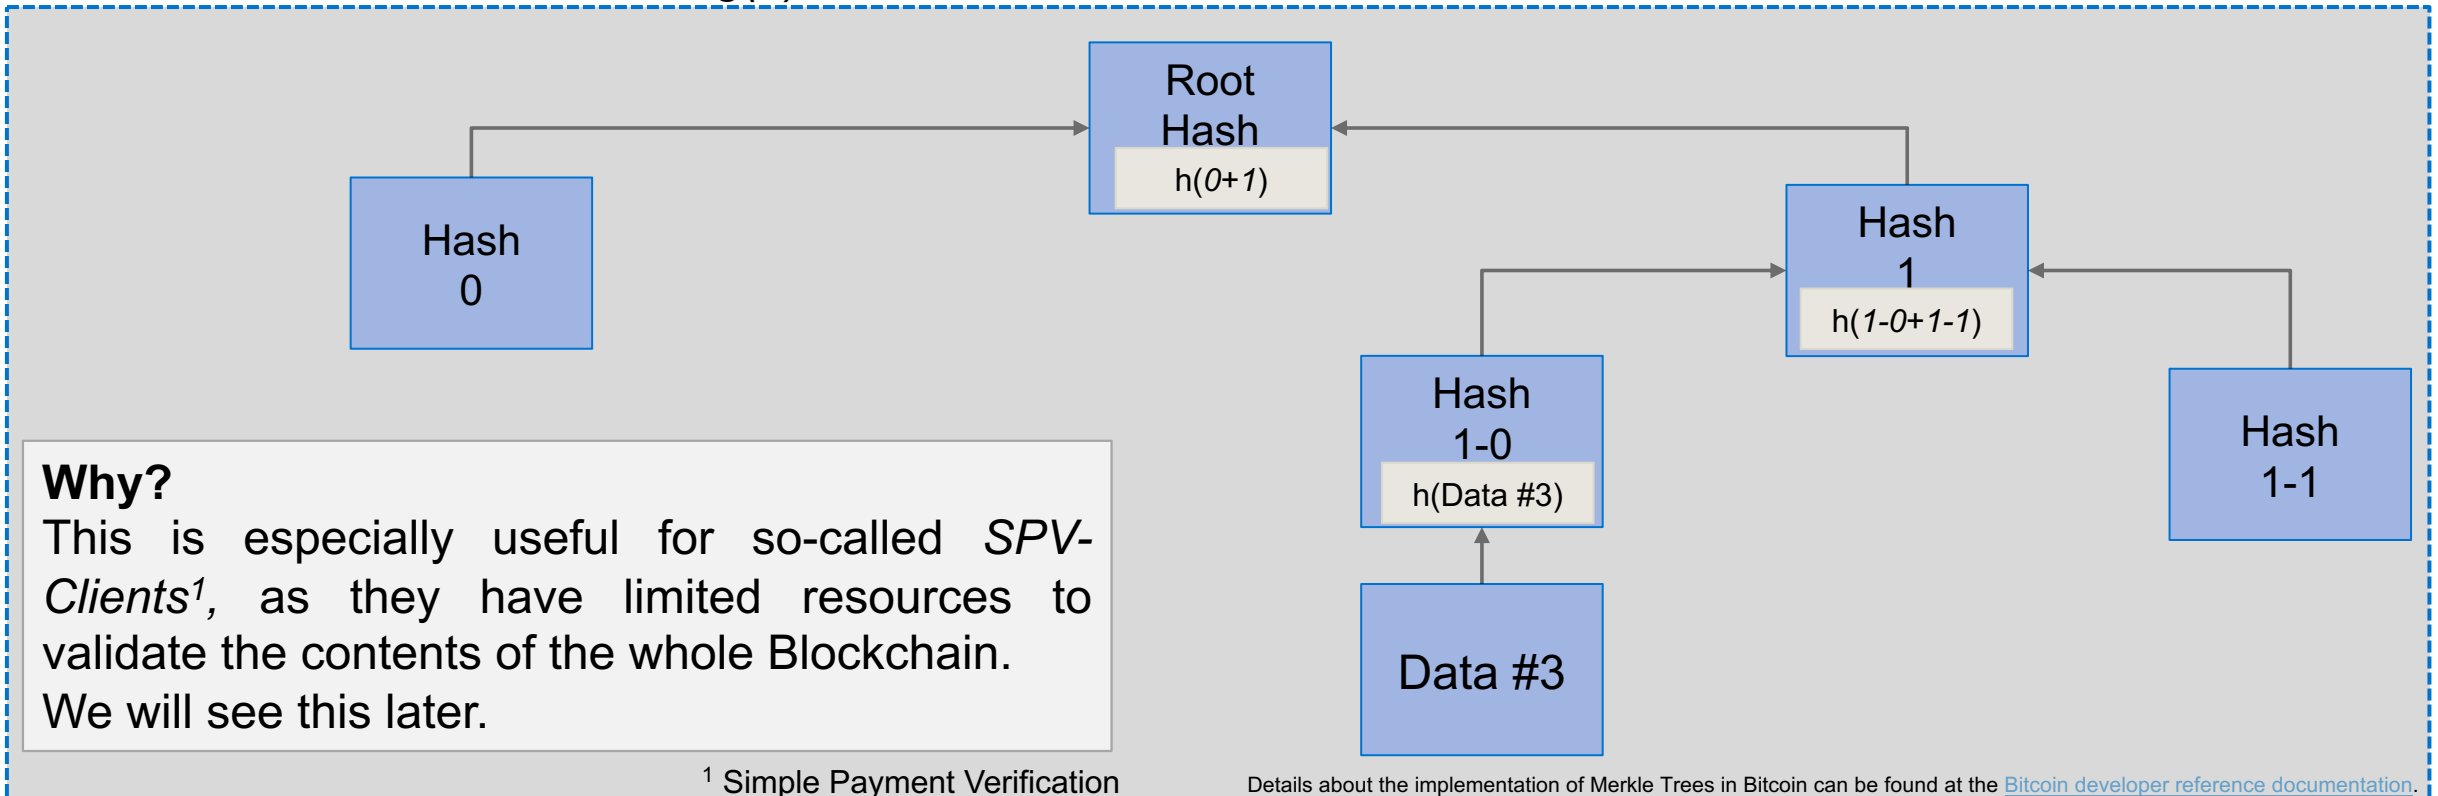 Root
Hash
h(0+1)
Hash
0
Hash
1
h(1-0+1-1)
Hash
1-0
h(Data #3)
Hash
1-1
Data #3
Why?
This is especially useful for so-called SPV-
Clients¹, as they have limited resources to
validate the contents of the whole Blockchain.
We will see this later.
¹ Simple Payment Verification
Details about the implementation of Merkle Trees in Bitcoin can be found at the Bitcoin developer reference documentation.